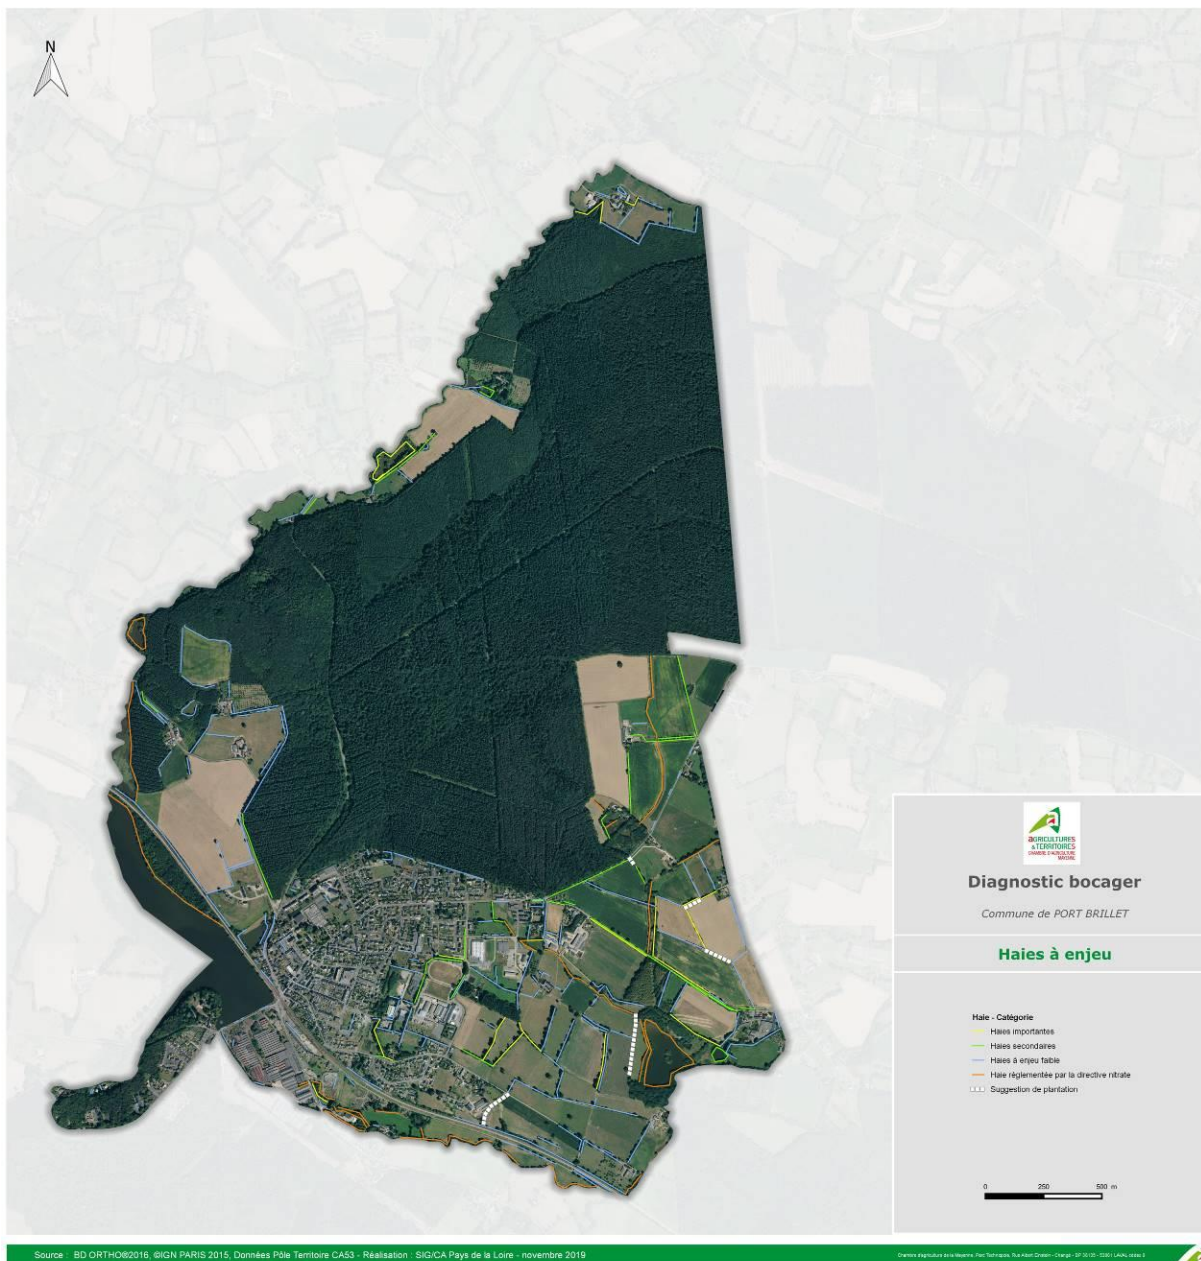 N
AGRICULTURES
& TERRITOIRES
CHAMBRE D'AGRICULTURE
MAYENNE
Diagnostic bocager
Commune de PORT BRILLET
Haies à enjeu
Haie - Catégorie
Haies importantes
Haies secondaires
Haies à enjeu faible
Haie réglementée par la directive nitrate
Suggestion de plantation
0 250 500 m
Source : BD ORTHO®2016, ©IGN PARIS 2015, Données Pôle Territoire CA53 - Réalisation : SIG/CA Pays de la Loire - novembre 2019